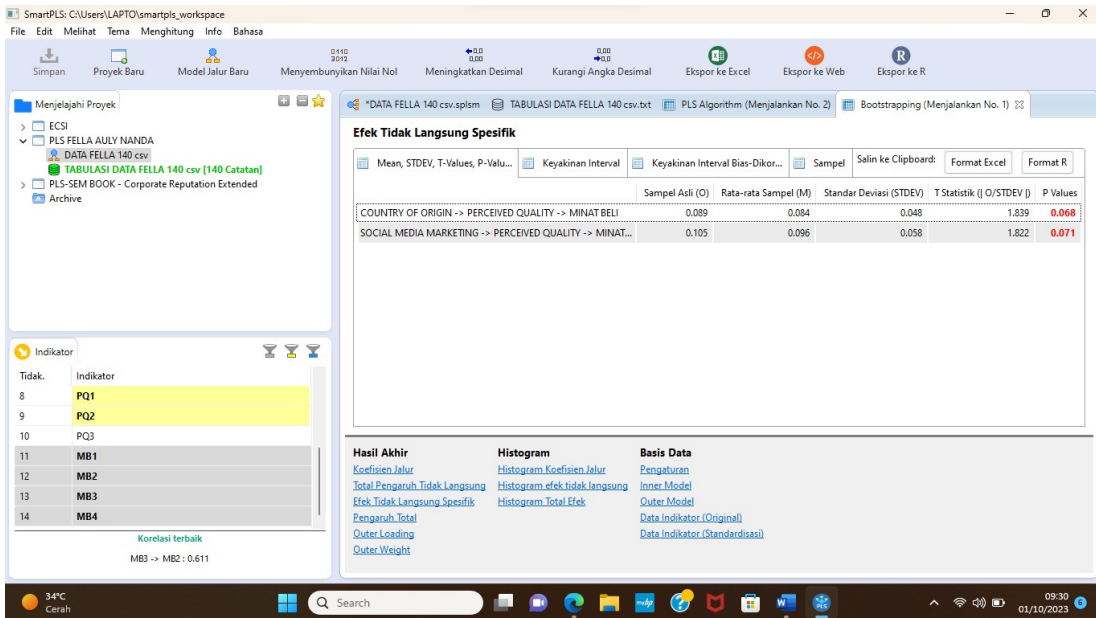 SmartPLS: C:\Users\LAPTO\smartpls_workspace
File Edit Melihat Tema Menghitung Info Bahasa
Simpan Proyek Baru Model Jalur Baru Menyembunyikan Nilai Nol Meningkatkan Desimal Kurangi Angka Desimal Ekspor ke Excel Ekspor ke Web Ekspor ke R
Menjelajahi Proyek
ECSI
PLS FELLA AULY NANDA
DATA FELLA 140 csv
TABULASI DATA FELLA 140 csv [140 Catatan]
PLS-SEM BOOK - Corporate Reputation Extended
Archive
Indikator
Tidak. Indikator
8 PQ1
9 PQ2
10 PQ3
11 MB1
12 MB2
13 MB3
14 MB4
Korelasi terbaik
MB3 -> MB2 : 0.611
*DATA FELLA 140 csv.splsm TABULASI DATA FELLA 140 csv.txt PLS Algorithm (Menjalankan No. 2) Bootstrapping (Menjalankan No. 1)
Efek Tidak Langsung Spesifik
Mean, STDEV, T-Values, P-Valu... Keyakinan Interval Keyakinan Interval Bias-Dikor... Sampel Salin ke Clipboard: Format Excel Format R
Sampel Asli (O) Rata-rata Sampel (M) Standar Deviasi (STDEV) T Statistik (| O/STDEV |) P Values
COUNTRY OF ORIGIN -> PERCEIVED QUALITY -> MINAT BELI 0.089 0.084 0.048 1.839 0.068
SOCIAL MEDIA MARKETING -> PERCEIVED QUALITY -> MINAT... 0.105 0.096 0.058 1.822 0.071
Hasil Akhir Histogram Basis Data
Koefisien Jalur Histogram Koefisien Jalur Pengaturan
Total Pengaruh Tidak Langsung Histogram efek tidak langsung Inner Model
Efek Tidak Langsung Spesifik Histogram Total Efek Outer Model
Pengaruh Total Data Indikator (Original)
Outer Loading Data Indikator (Standardisasi)
Outer Weight
34°C
Cerah
Search
09:30
01/10/2023
6